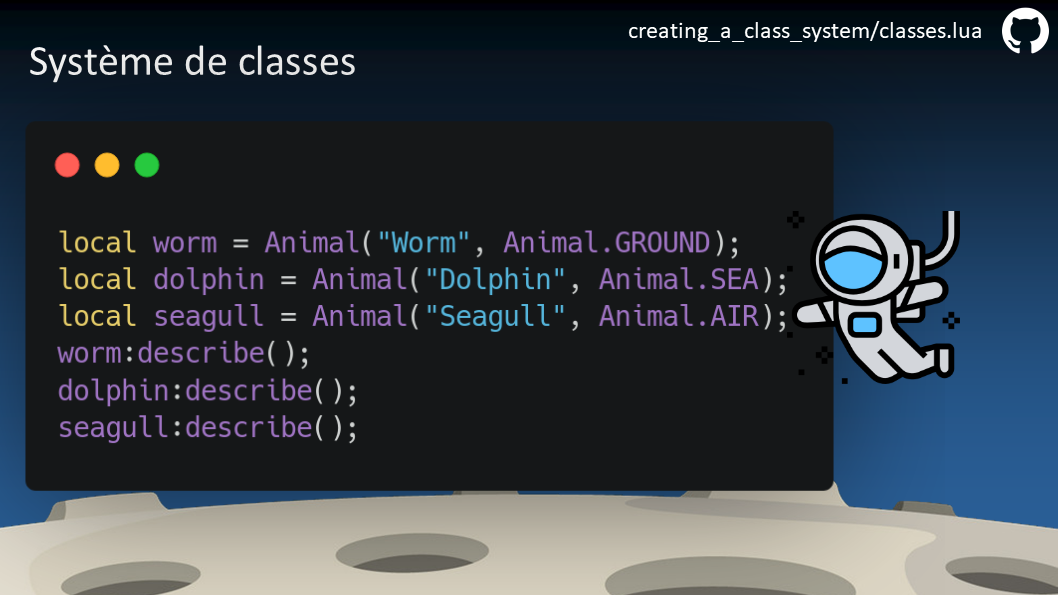 creating_a_class_system/classes.lua
Système de classes
local worm = Animal("Worm", Animal.GROUND);
local dolphin = Animal("Dolphin", Animal.SEA);
local seagull = Animal("Seagull", Animal.AIR);
worm:describe();
dolphin:describe();
seagull:describe();